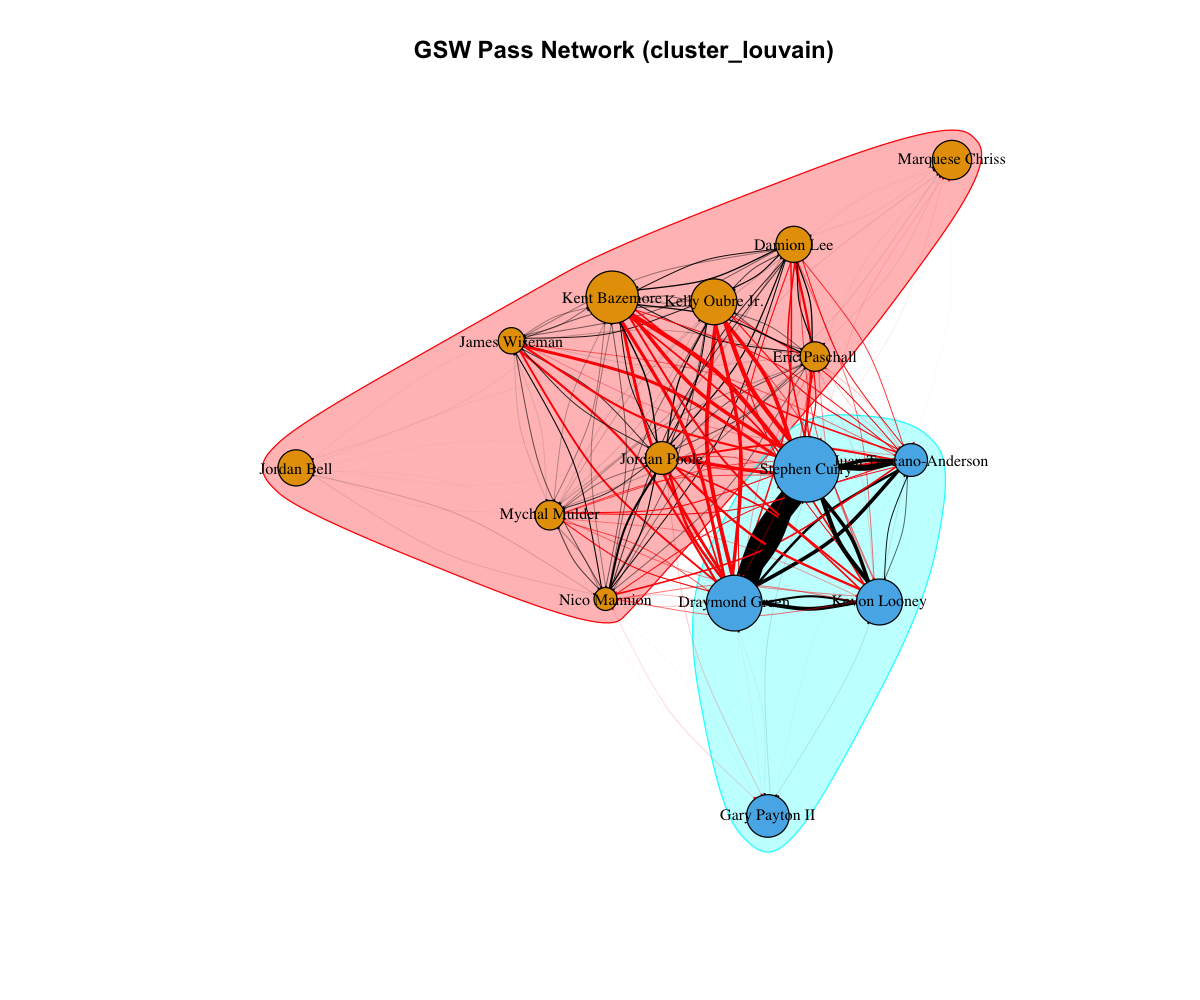 GSW Pass Network (cluster_louvain)
Marquese Chriss
Damion Lee
Kent Bazemore
Kelly Oubre Jr.
James Wiseman
Eric Paschall
Jordan Poole
Stephen Curry
Juan Toscano-Anderson
Jordan Bell
Mychal Mulder
Nico Mannion
Draymond Green
Kevon Looney
Gary Payton II